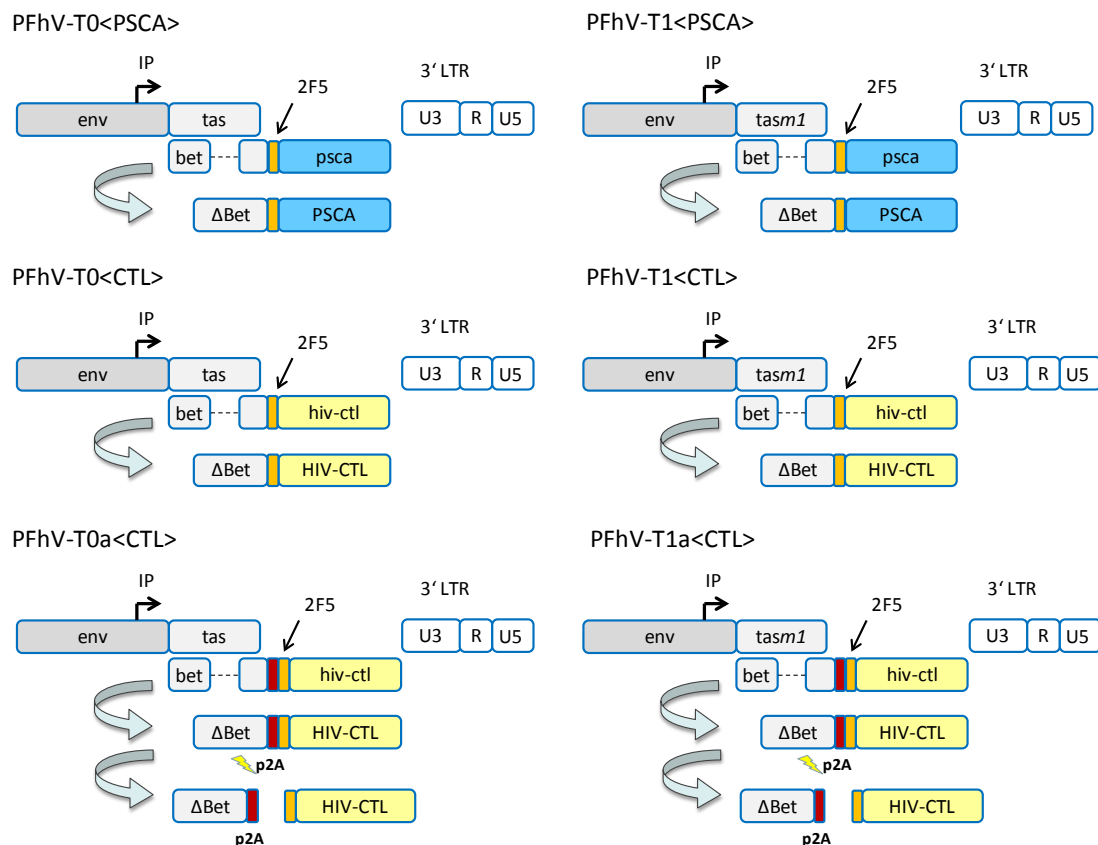 PFhV-T0<PSCA>
IP
3‘ LTR
2F5
env
tas
U3
R
U5
bet
psca
ΔBet
PSCA
PFhV-T1<PSCA>
IP
3‘ LTR
2F5
env
tasm1
U3
R
U5
bet
psca
ΔBet
PSCA
PFhV-T0<CTL>
IP
3‘ LTR
2F5
env
tas
U3
R
U5
bet
hiv-ctl
ΔBet
HIV-CTL
PFhV-T1<CTL>
IP
3‘ LTR
2F5
env
tasm1
U3
R
U5
bet
hiv-ctl
ΔBet
HIV-CTL
PFhV-T0a<CTL>
IP
3‘ LTR
2F5
env
tas
U3
R
U5
bet
hiv-ctl
ΔBet
HIV-CTL
p2A
ΔBet
HIV-CTL
p2A
PFhV-T1a<CTL>
IP
3‘ LTR
2F5
env
tasm1
U3
R
U5
bet
hiv-ctl
ΔBet
HIV-CTL
p2A
ΔBet
HIV-CTL
p2A